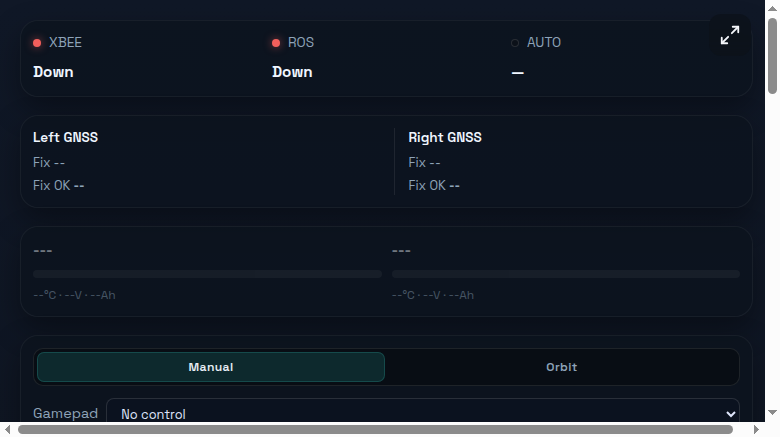 XBEE ROS AUTO
Down Down —
Left GNSS Right GNSS
Fix -- Fix --
Fix OK -- Fix OK --
--- ---
--°C · --V · --Ah --°C · --V · --Ah
Manual Orbit
Gamepad No control